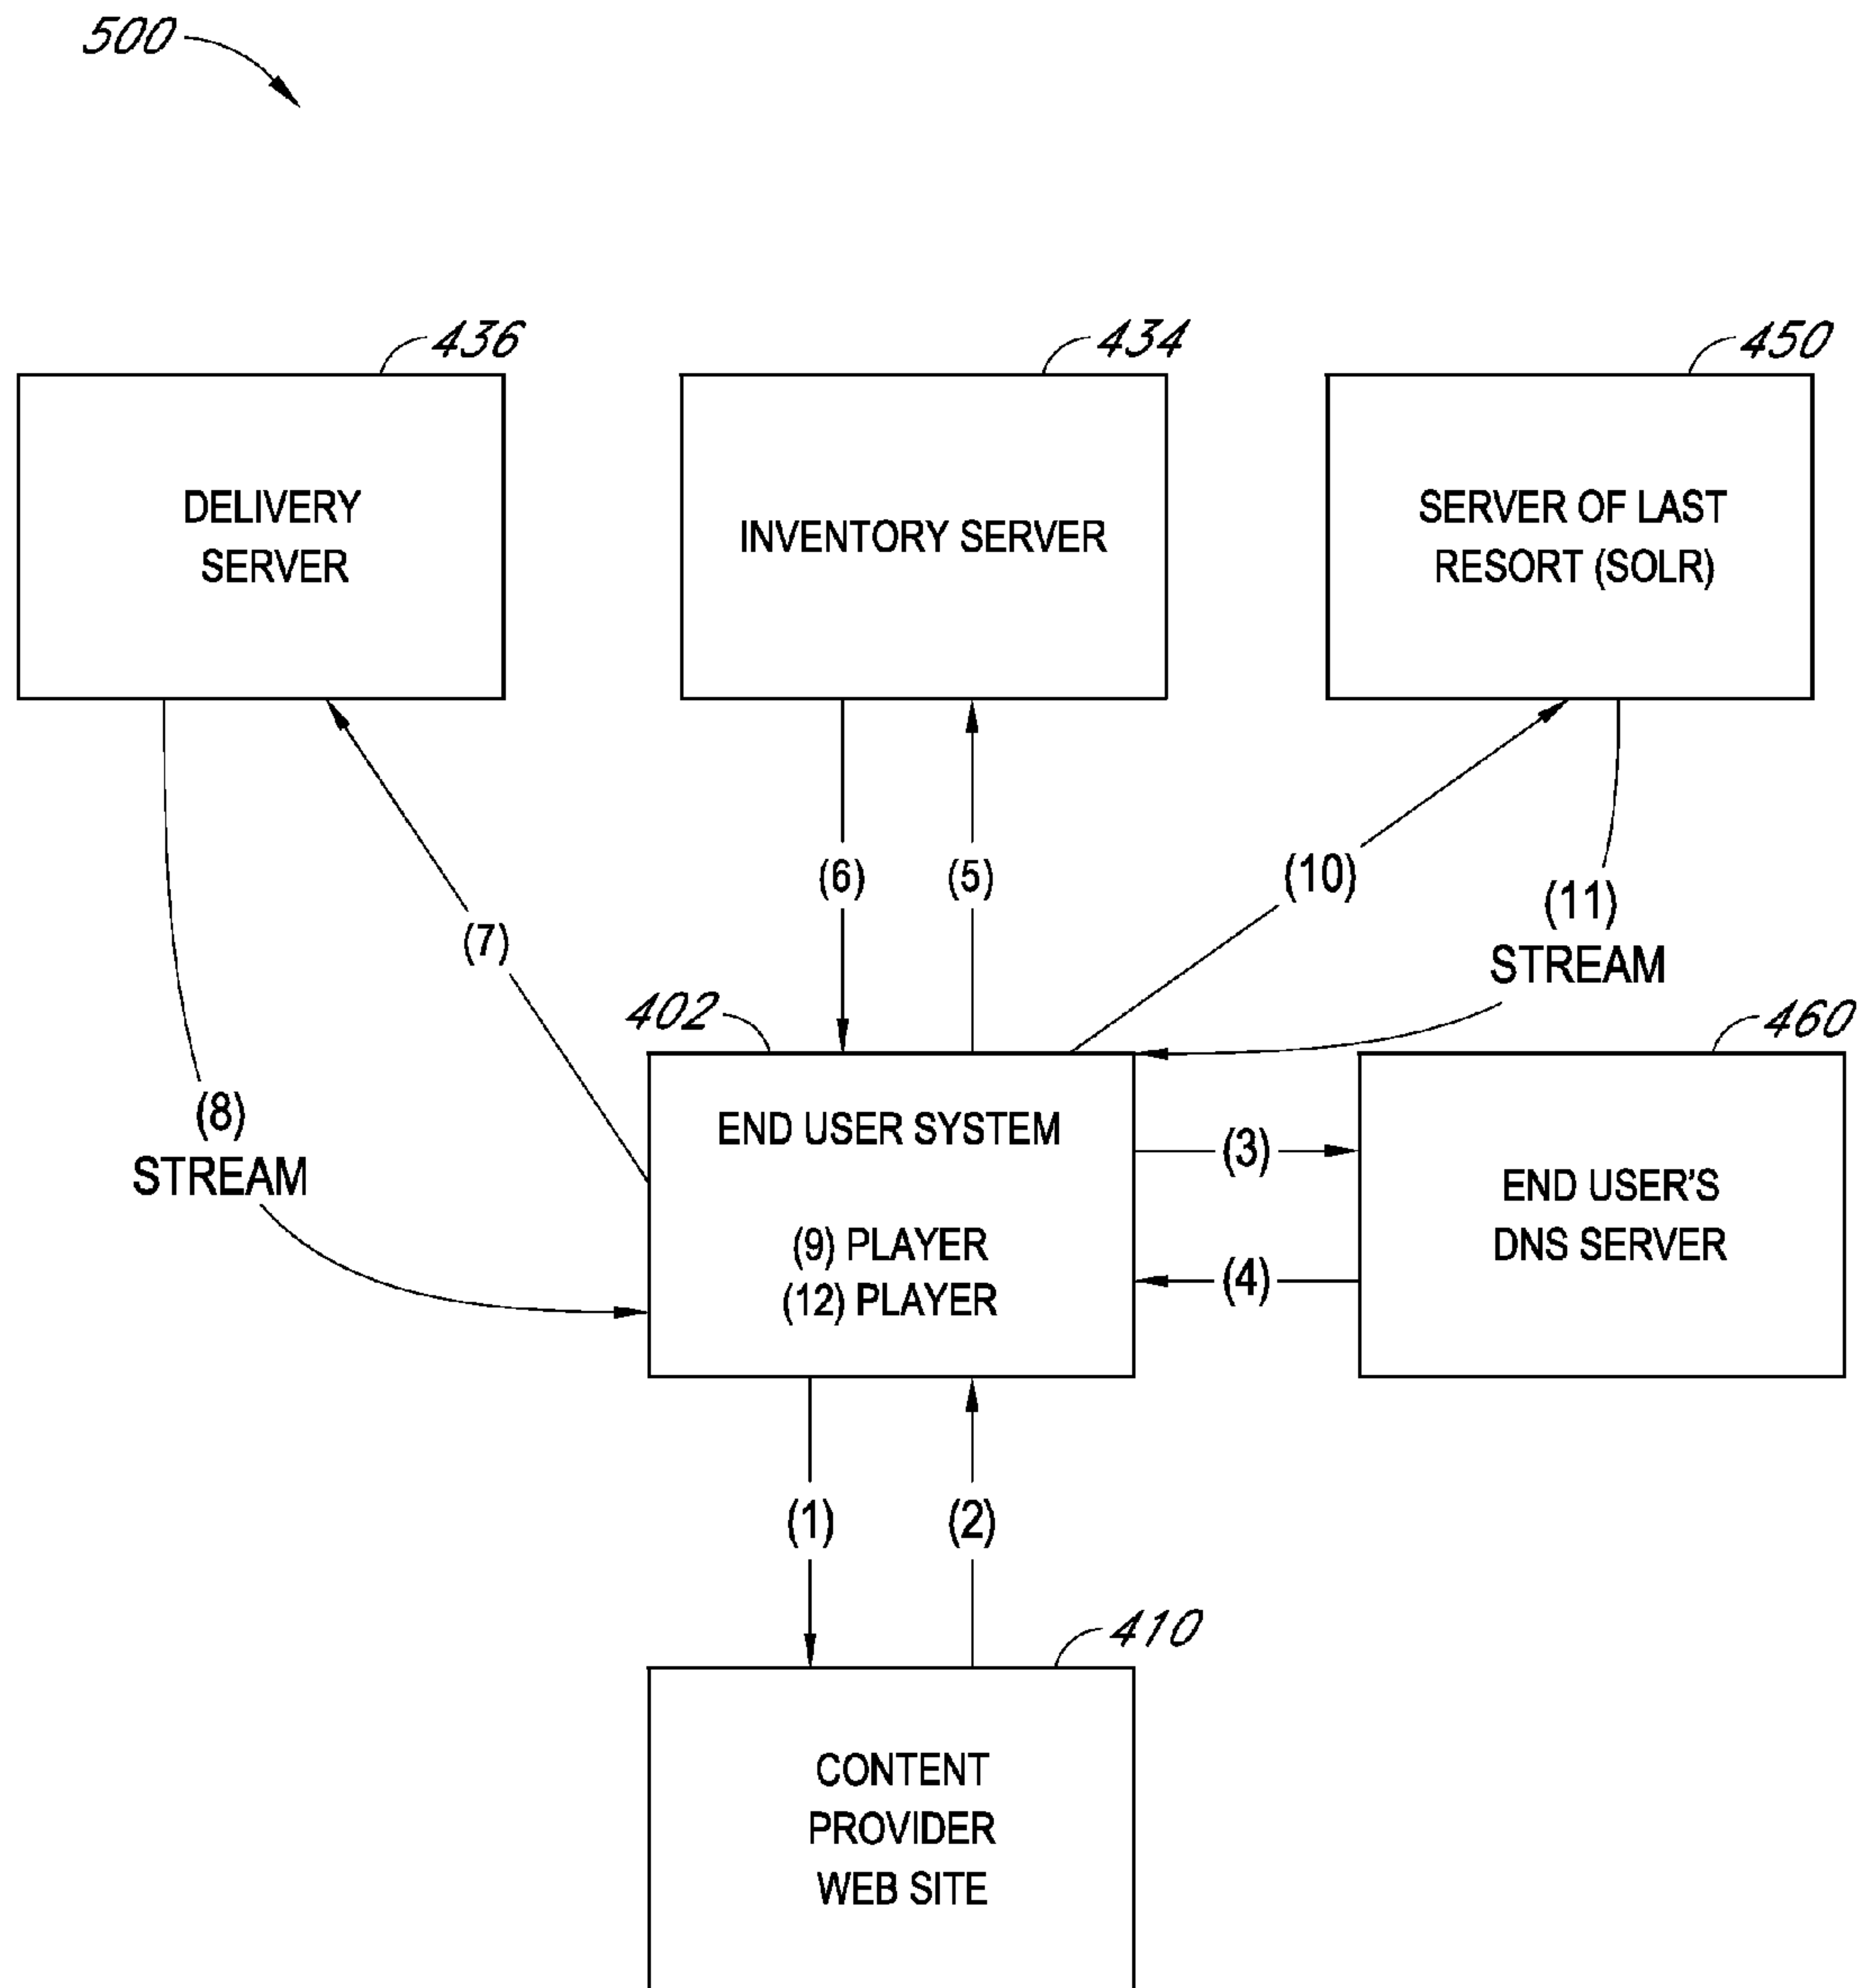 500
436
434
450
DELIVERY
SERVER
INVENTORY SERVER
SERVER OF LAST
RESORT (SOLR)
(6)
(5)
(10)
(7)
(11)
STREAM
402
460
(8)
STREAM
END USER SYSTEM
(9) PLAYER
(12) PLAYER
(3)
(4)
END USER'S
DNS SERVER
(1)
(2)
410
CONTENT
PROVIDER
WEB SITE